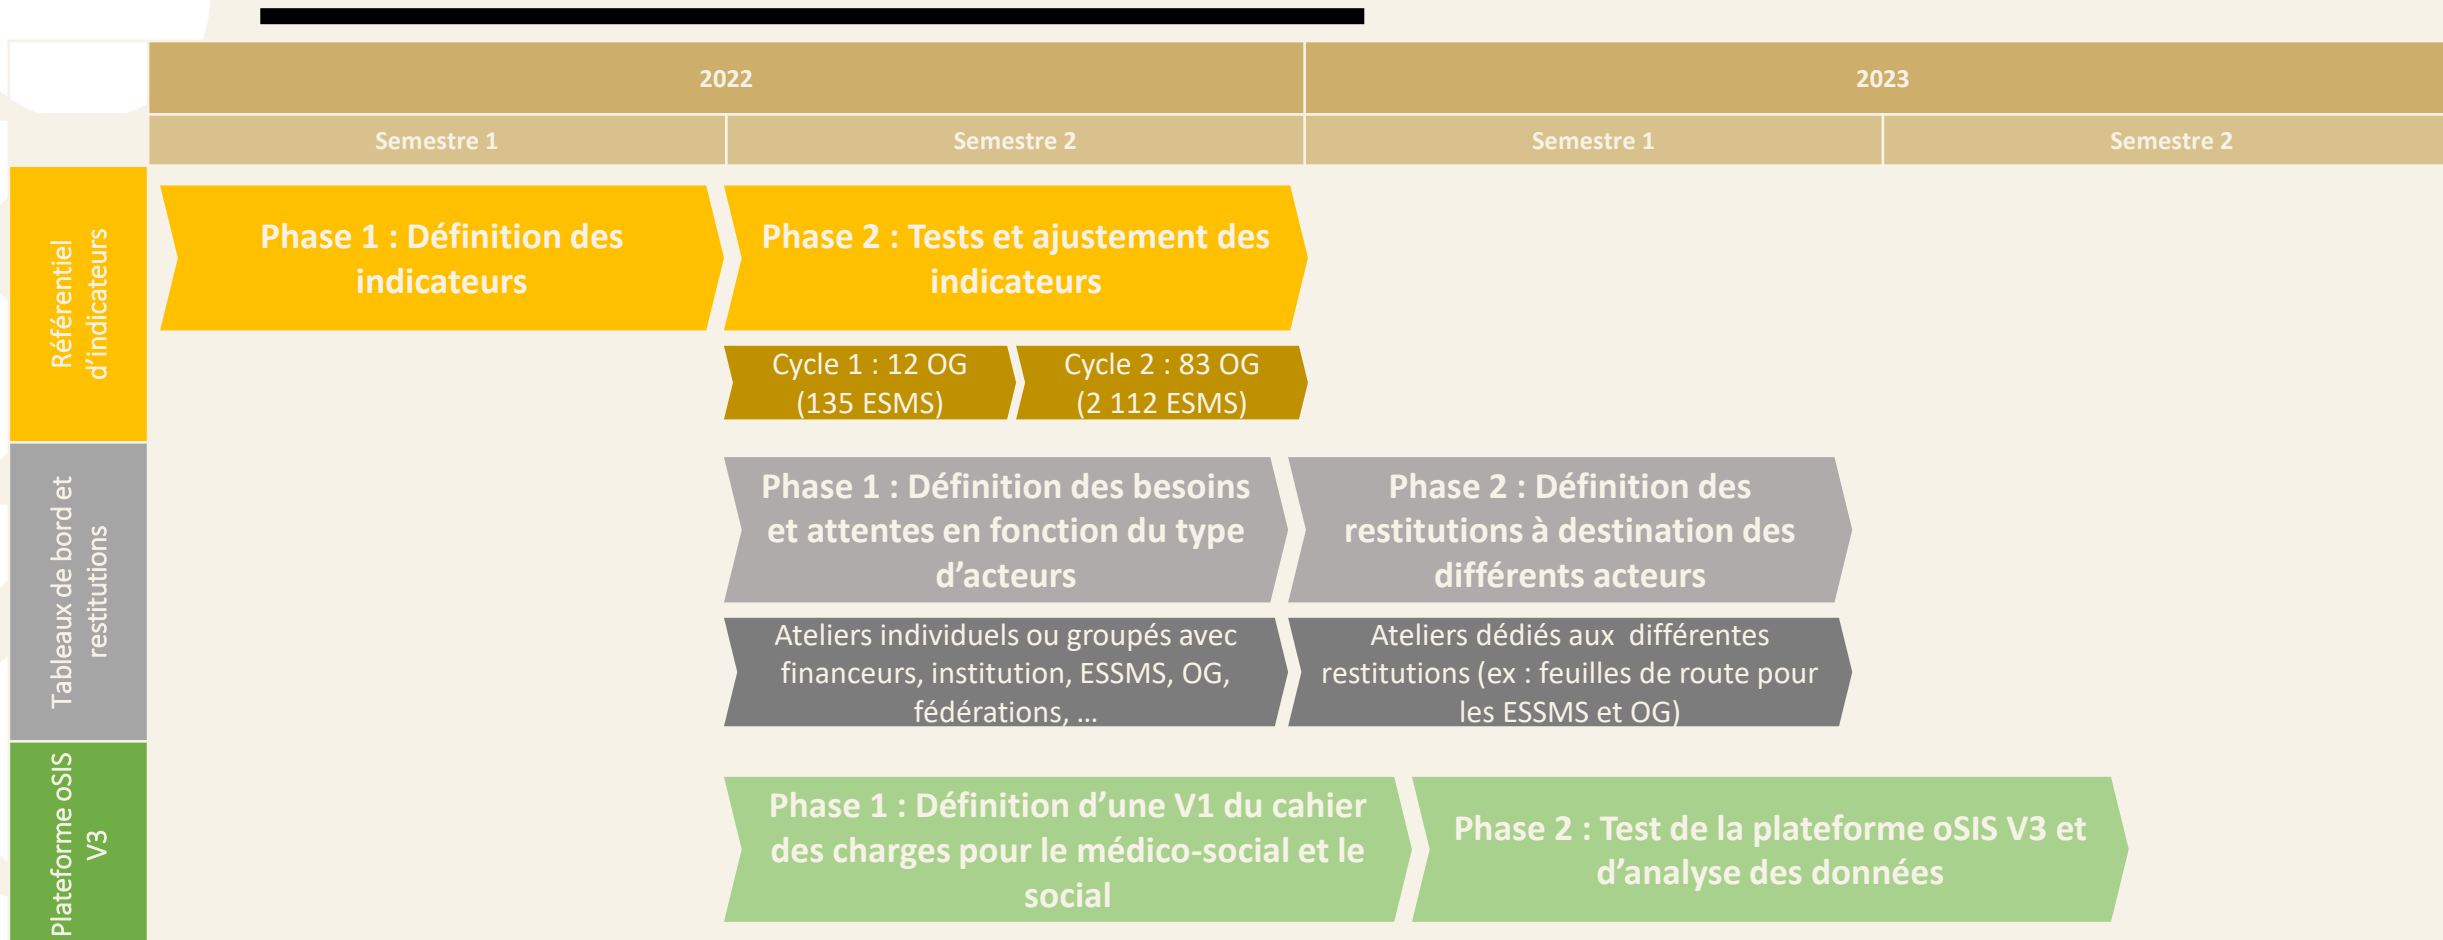 2022
2023
Semestre 1
Semestre 2
Semestre 1
Semestre 2
Référentiel
d’indicateurs
Phase 1 : Définition des
indicateurs
Phase 2 : Tests et ajustement des
indicateurs
Cycle 1 : 12 OG
(135 ESMS)
Cycle 2 : 83 OG
(2 112 ESMS)
Tableaux de bord et
restitutions
Phase 1 : Définition des besoins
et attentes en fonction du type
d’acteurs
Phase 2 : Définition des
restitutions à destination des
différents acteurs
Ateliers individuels ou groupés avec
financeurs, institution, ESSMS, OG,
fédérations, ...
Ateliers dédiés aux  différentes
restitutions (ex : feuilles de route pour
les ESSMS et OG)
Plateforme oSIS
V3
Phase 1 : Définition d’une V1 du cahier
des charges pour le médico-social et le
social
Phase 2 : Test de la plateforme oSIS V3 et
d’analyse des données